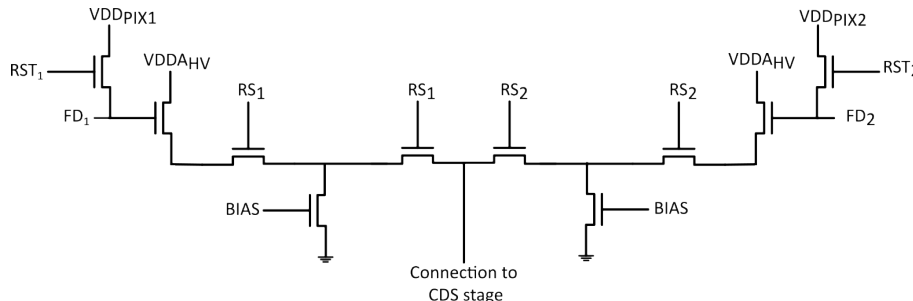 VDDPIX1
VDDPIX2
VDDAHV
VDDAHV
RST1
RST2
RS1
RS1
RS2
RS2
FD1
FD2
BIAS
BIAS
Connection to
CDS stage